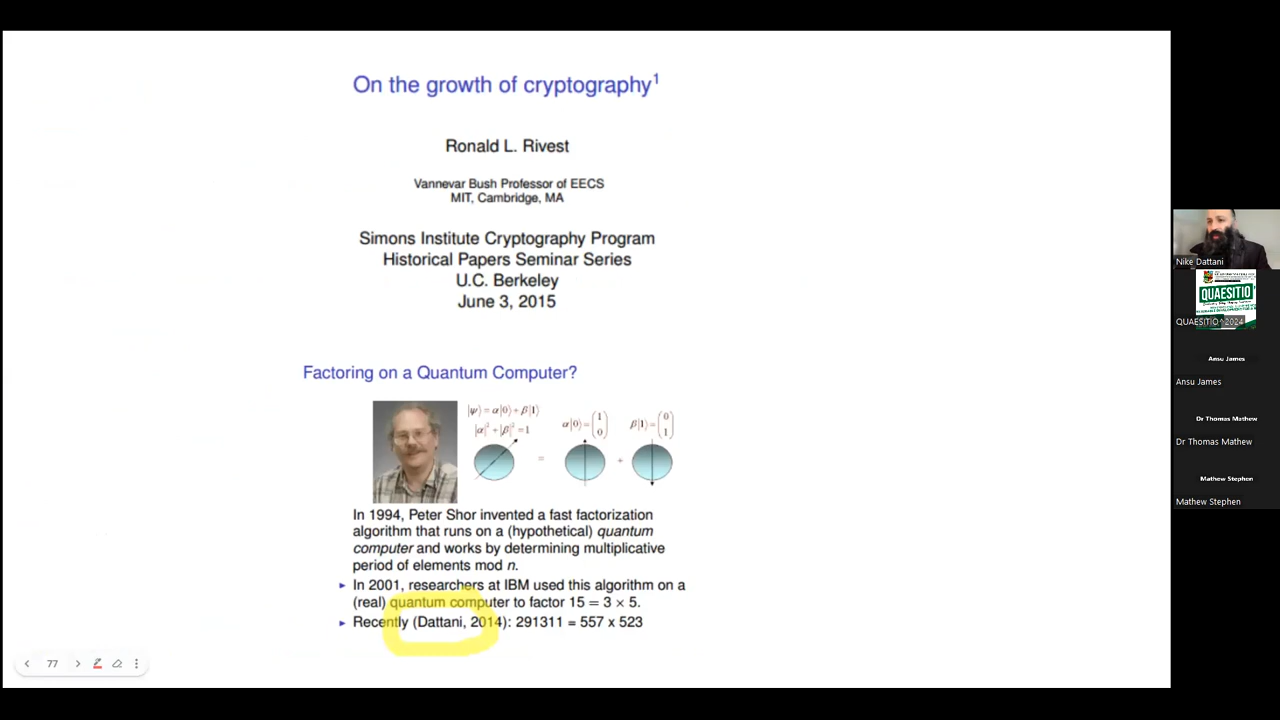 On the growth of cryptography¹
Ronald L. Rivest
Vannevar Bush Professor of EECS
MIT, Cambridge, MA
Simons Institute Cryptography Program
Historical Papers Seminar Series
U.C. Berkeley
June 3, 2015
Factoring on a Quantum Computer?
|ψ⟩=α|0⟩+β|1⟩
|α|²+|β|²=1
α|0⟩=(1 0)
β|1⟩=(0 1)
= +
In 1994, Peter Shor invented a fast factorization
algorithm that runs on a (hypothetical) quantum
computer and works by determining multiplicative
period of elements mod n.
► In 2001, researchers at IBM used this algorithm on a
(real) quantum computer to factor 15 = 3 × 5.
► Recently (Dattani, 2014): 291311 = 557 x 523
77
Nike Dattani
QUAESITIO
QUAESITIO 2024
Ansu James
Ansu James
Dr Thomas Mathew
Dr Thomas Mathew
Mathew Stephen
Mathew Stephen